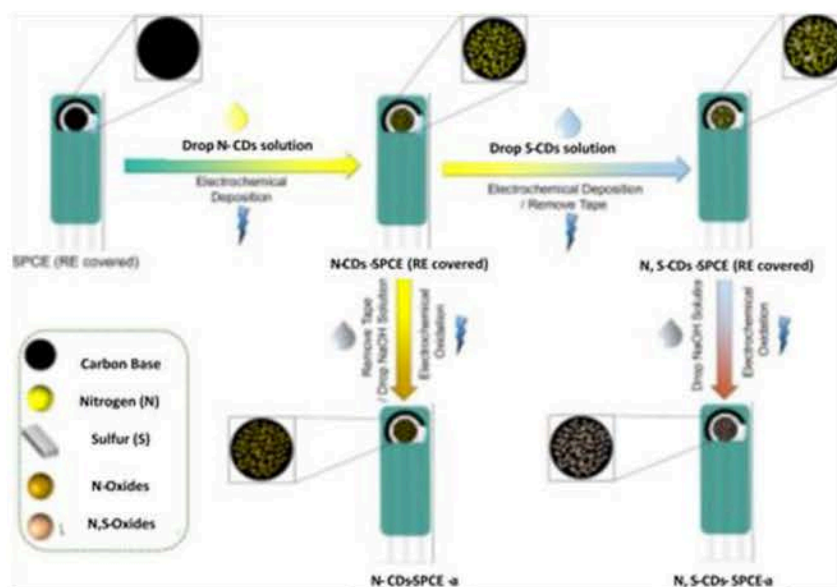 Drop N- CDs solution
Electrochemical
Deposition
Drop S-CDs solution
Electrochemical Deposition
/ Remove Tape
SPCE (RE covered)
N-CDs -SPCE (RE covered)
N, S-CDs -SPCE (RE covered)
Remove Tape
/ Drop NaOH Solution
Electrochemical
Oxidation
Drop NaOH Solution
Electrochemical
Oxidation
Carbon Base
Nitrogen (N)
Sulfur (S)
N-Oxides
N,S-Oxides
N- CDs-SPCE -a
N, S-CDs- SPCE-a